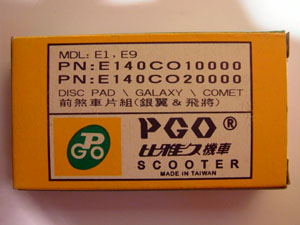 MDL: E1, E9
PN:E140CO10000
PN:E140CO20000
DISC PAD \ GALAXY \ COMET
前煞車片組(銀翼 & 飛將)
PGO
PGO®
比雅久機車
SCOOTER
MADE IN TAIWAN